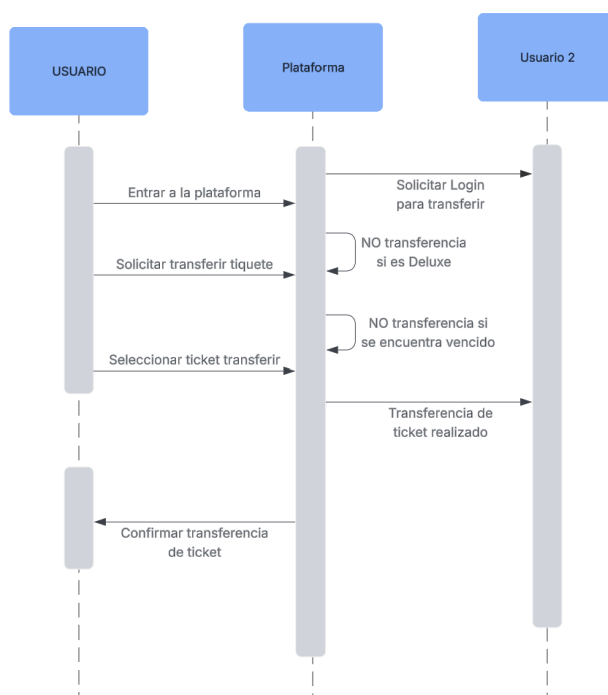 USUARIO
Plataforma
Usuario 2
Solicitar Login
para transferir
Entrar a la plataforma
NO transferencia
si es Deluxe
Solicitar transferir tiquete
NO transferencia si
se encuentra vencido
Seleccionar ticket transferir
Transferencia de
ticket realizado
Confirmar transferencia
de ticket